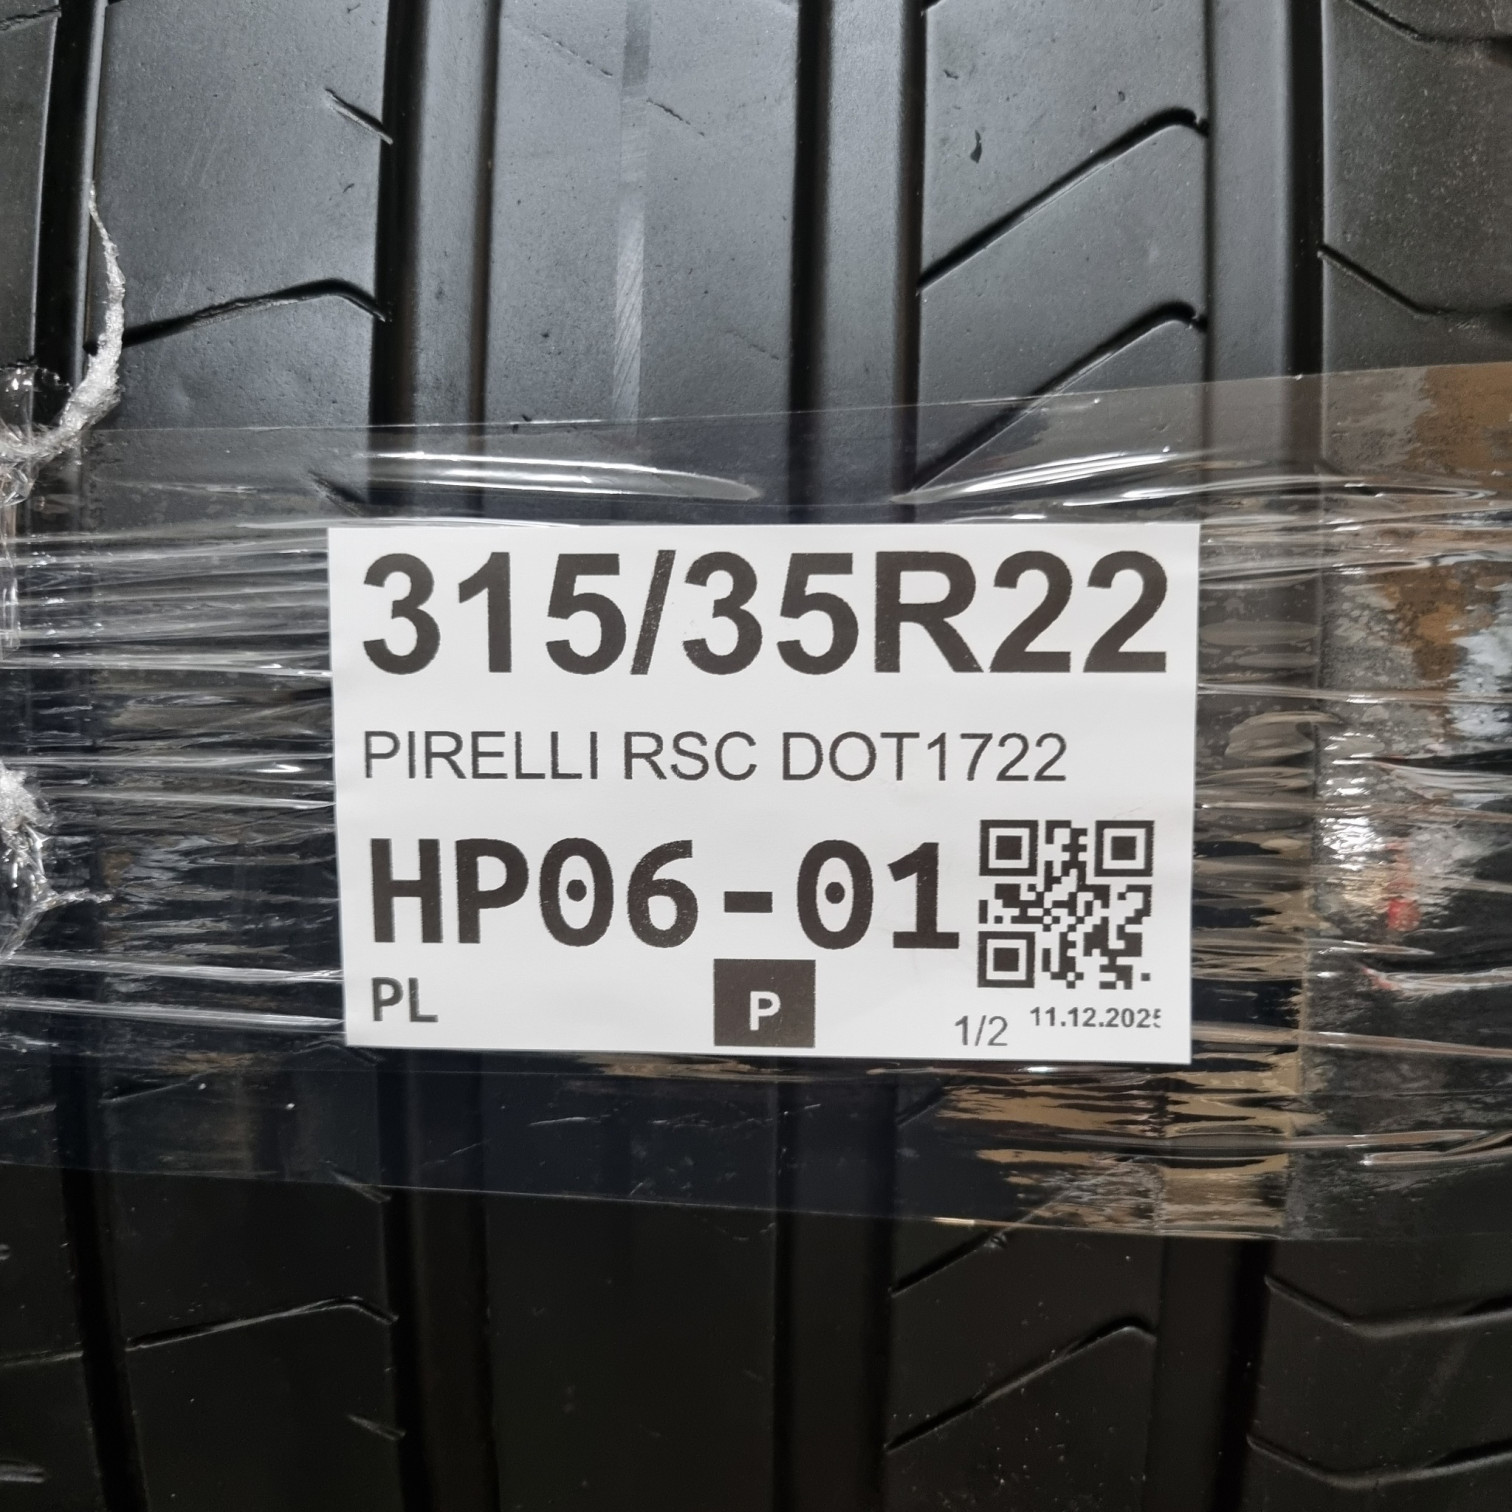 315/35R22
PIRELLI RSC DOT1722
HP06-01
PL
P
1/2
11.12.2025